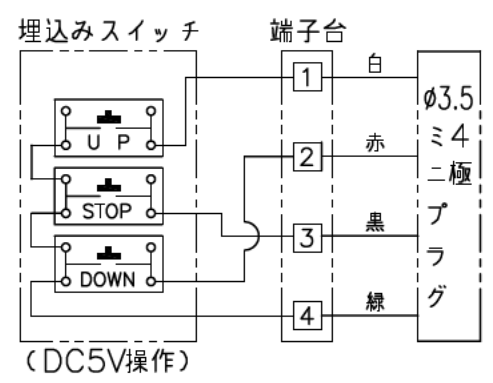 埋込みスイッチ
端子台
UP
STOP
DOWN
(DC5V操作)
1
2
3
4
白
赤
黒
緑
φ3.5
ミ4
ニ極
プ
ラ
グ